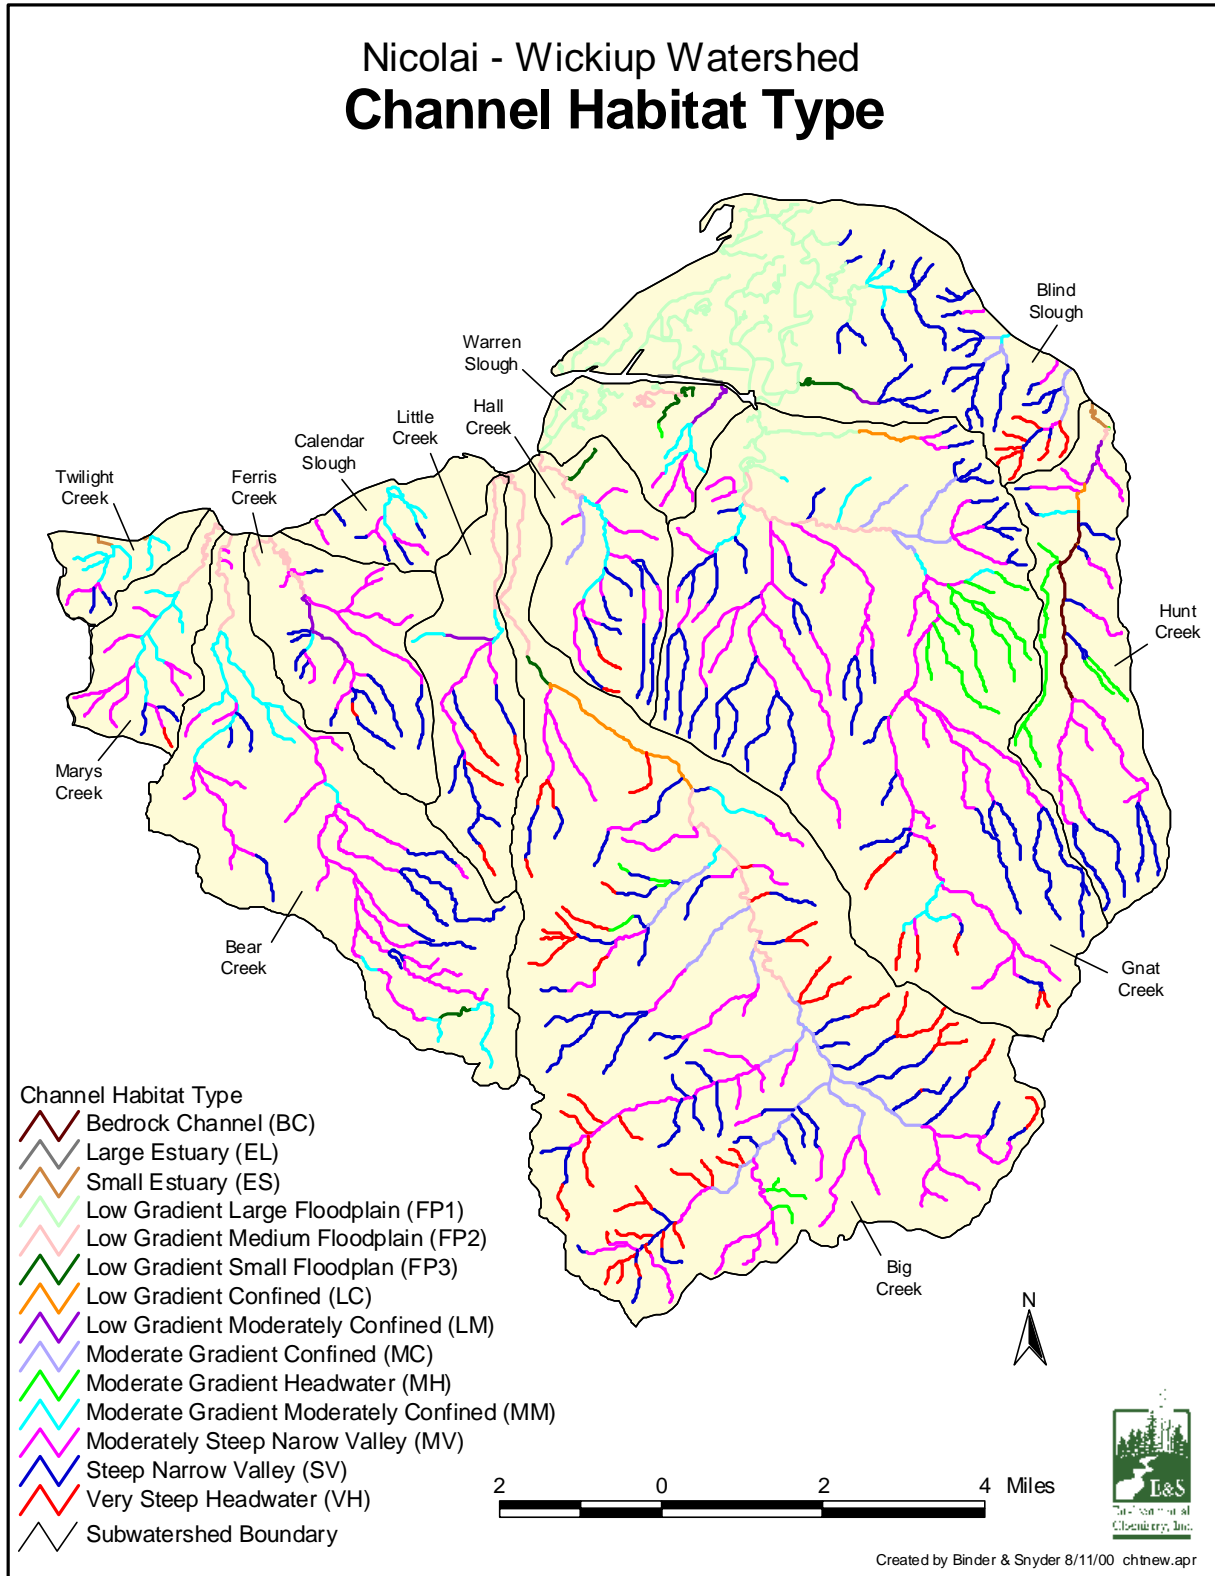 Nicolai - Wickiup Watershed
Channel Habitat Type
Blind
Slough
Warren
Slough
Hall
Creek
Little
Creek
Calendar
Slough
Ferris
Creek
Twilight
Creek
Hunt
Creek
Marys
Creek
Bear
Creek
Gnat
Creek
Big
Creek
Channel Habitat Type
Bedrock Channel (BC)
Large Estuary (EL)
Small Estuary (ES)
Low Gradient Large Floodplain (FP1)
Low Gradient Medium Floodplain (FP2)
Low Gradient Small Floodplan (FP3)
Low Gradient Confined (LC)
Low Gradient Moderately Confined (LM)
Moderate Gradient Confined (MC)
Moderate Gradient Headwater (MH)
Moderate Gradient Moderately Confined (MM)
Moderately Steep Narow Valley (MV)
Steep Narrow Valley (SV)
Very Steep Headwater (VH)
Subwatershed Boundary
N
2 0 2 4 Miles
E&S
Chemistry, Inc.
Created by Binder & Snyder 8/11/00 chtnew.apr